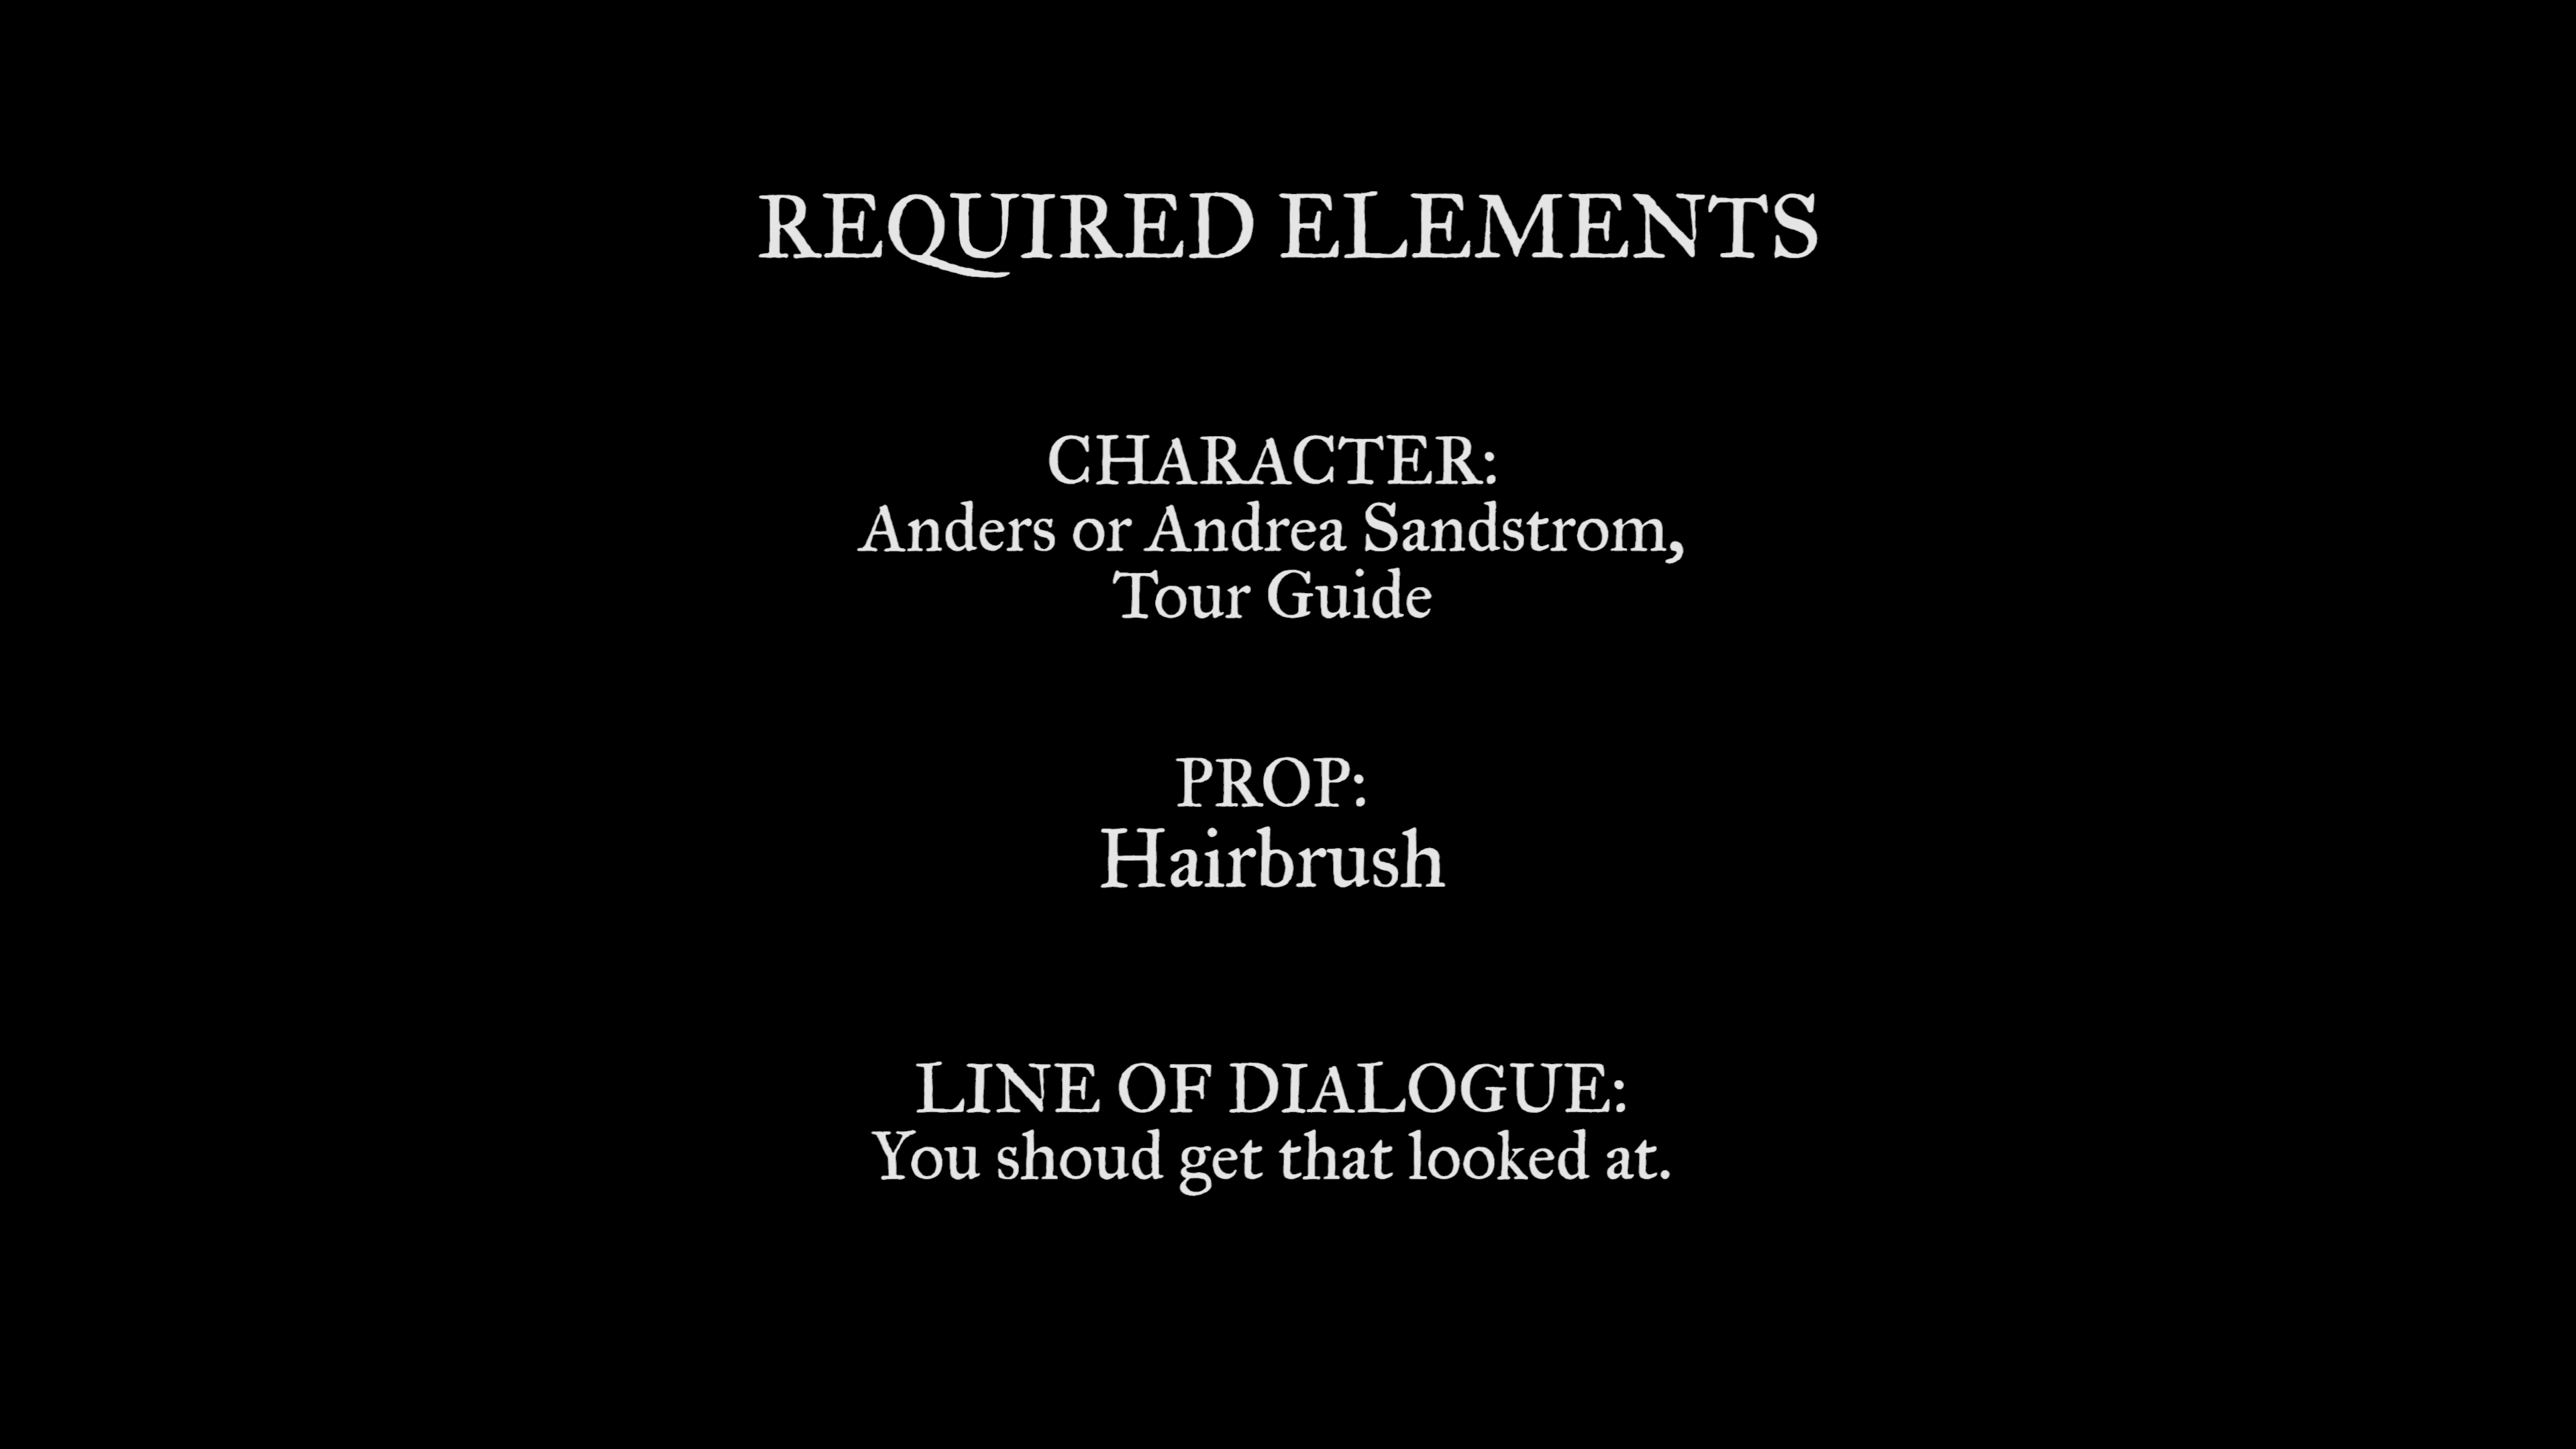 REQUIRED ELEMENTS
CHARACTER:
Anders or Andrea Sandstrom,
Tour Guide
PROP:
Hairbrush
LINE OF DIALOGUE:
You shoud get that looked at.